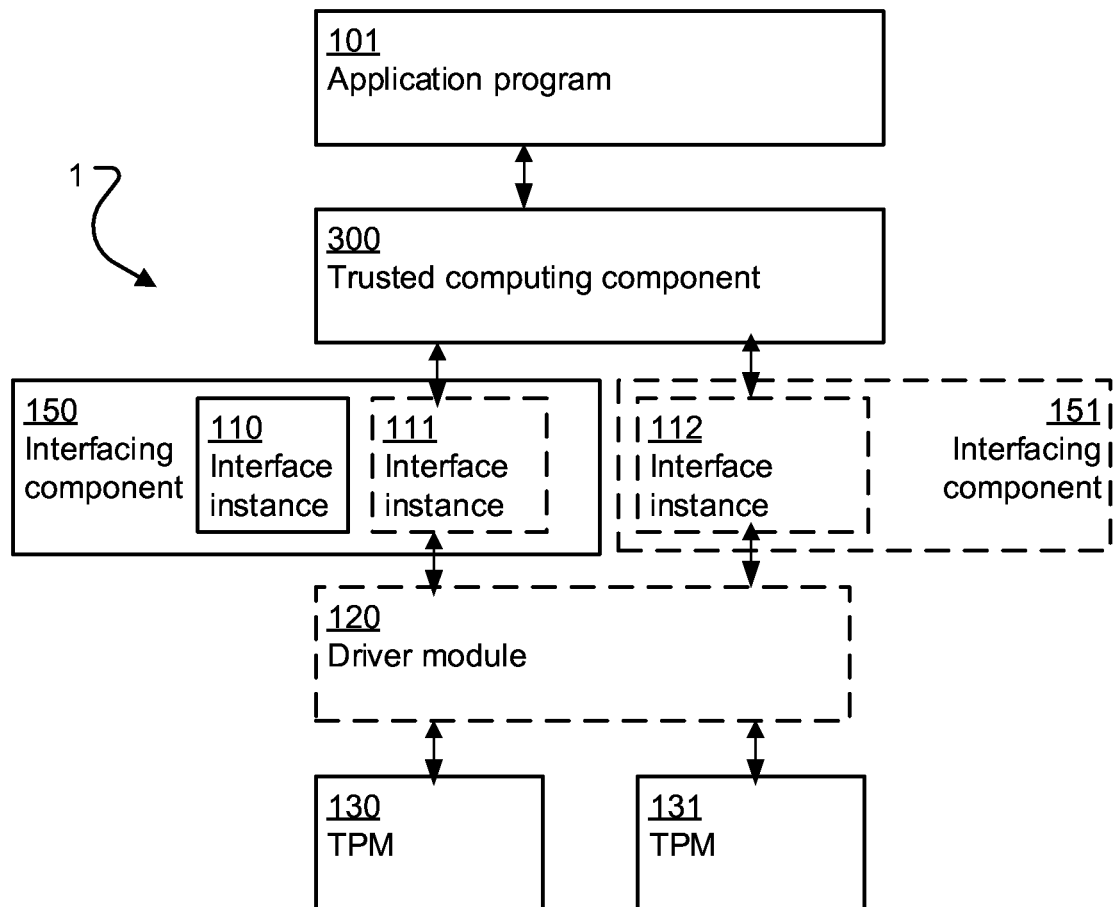 101
Application program
1
300
Trusted computing component
150
Interfacing
component
110
Interface
instance
111
Interface
instance
112
Interface
instance
151
Interfacing
component
120
Driver module
130
TPM
131
TPM